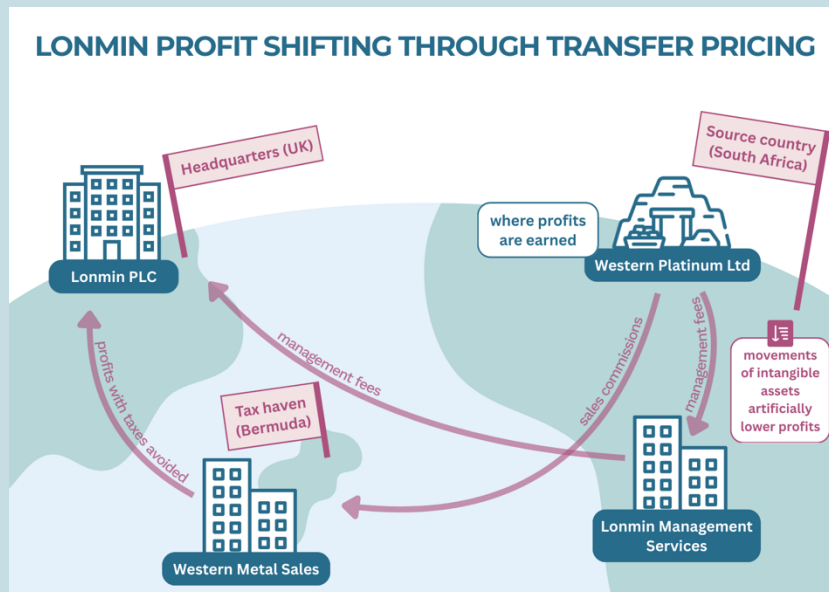 LONMIN PROFIT SHIFTING THROUGH TRANSFER PRICING
Headquarters (UK)
Source country
(South Africa)
where profits
are earned
Lonmin PLC
Western Platinum Ltd
management fees
sales commissions
management fees
profits with taxes avoided
movements
of intangible
assets
artificially
lower profits
Tax haven
(Bermuda)
Lonmin Management
Services
Western Metal Sales